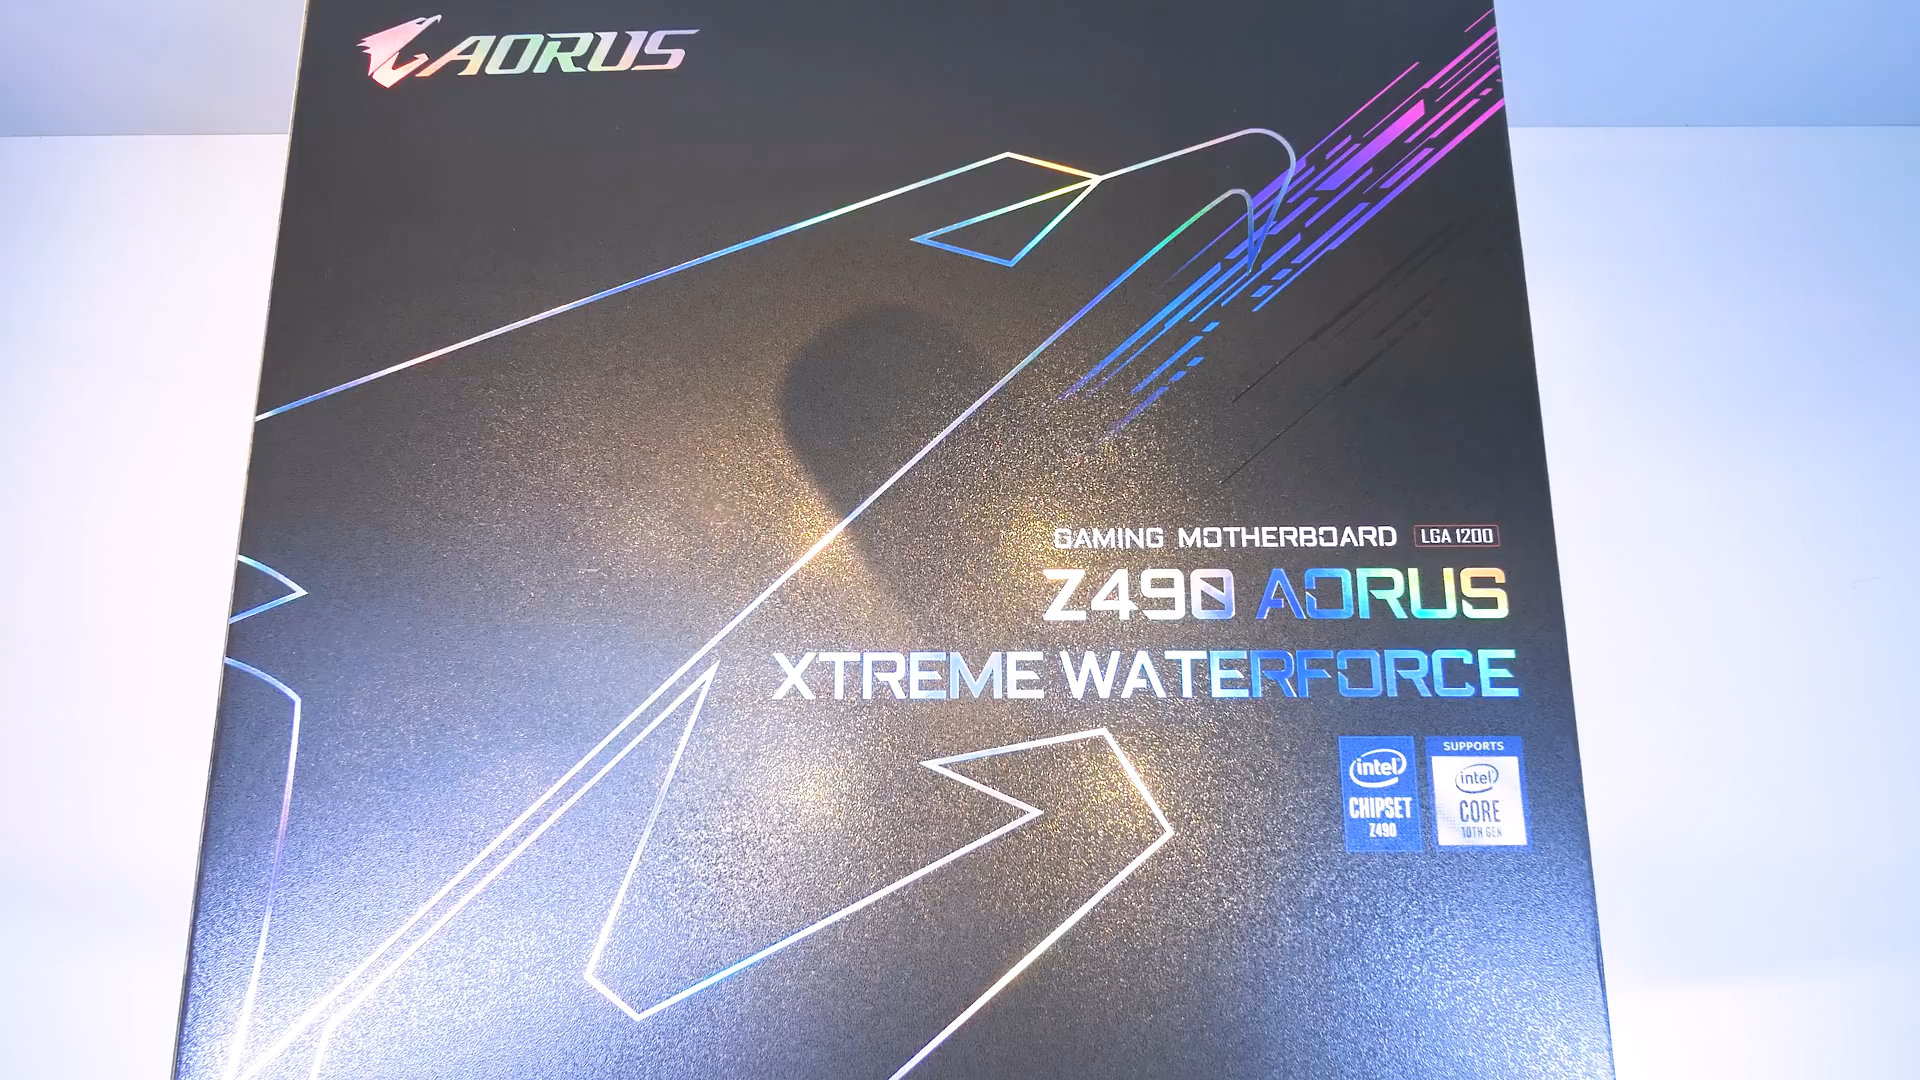 AORUS
GAMING MOTHERBOARD LGA 1200
Z490 AORUS
XTREME WATERFORCE
intel
CHIPSET
Z490
SUPPORTS
intel
CORE
10TH GEN